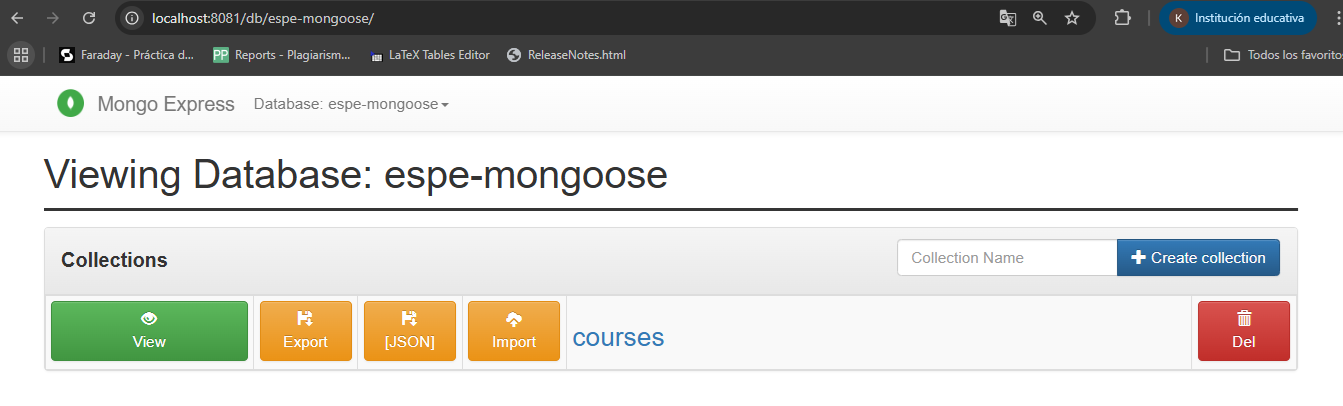 localhost:8081/db/espe-mongoose/
K Institución educativa
Faraday - Práctica d...
PP Reports - Plagiarism...
LaTeX Tables Editor
ReleaseNotes.html
Todos los favorito
Mongo Express
Database: espe-mongoose
Viewing Database: espe-mongoose
Collections
Collection Name
Create collection
View
Export
[JSON]
Import
courses
Del